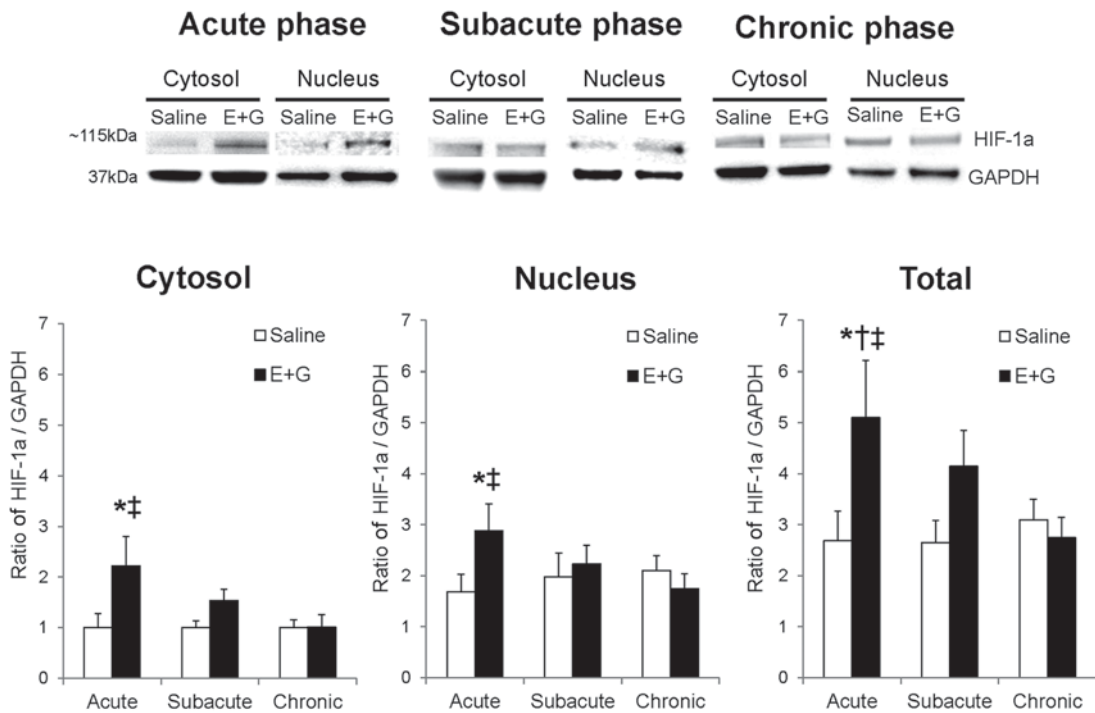 Acute phase Subacute phase Chronic phase
Cytosol Nucleus Cytosol Nucleus Cytosol Nucleus
Saline E+G Saline E+G Saline E+G Saline E+G Saline E+G Saline E+G
~115kDa HIF-1a
37kDa GAPDH
Cytosol
Ratio of HIF-1a / GAPDH
7
6
5
4
3
2
1
0
Saline
E+G
*‡
Acute Subacute Chronic
Nucleus
Ratio of HIF-1a / GAPDH
7
6
5
4
3
2
1
0
Saline
E+G
*‡
Acute Subacute Chronic
Total
Ratio of HIF-1a / GAPDH
7
6
5
4
3
2
1
0
Saline
E+G
*†‡
Acute Subacute Chronic